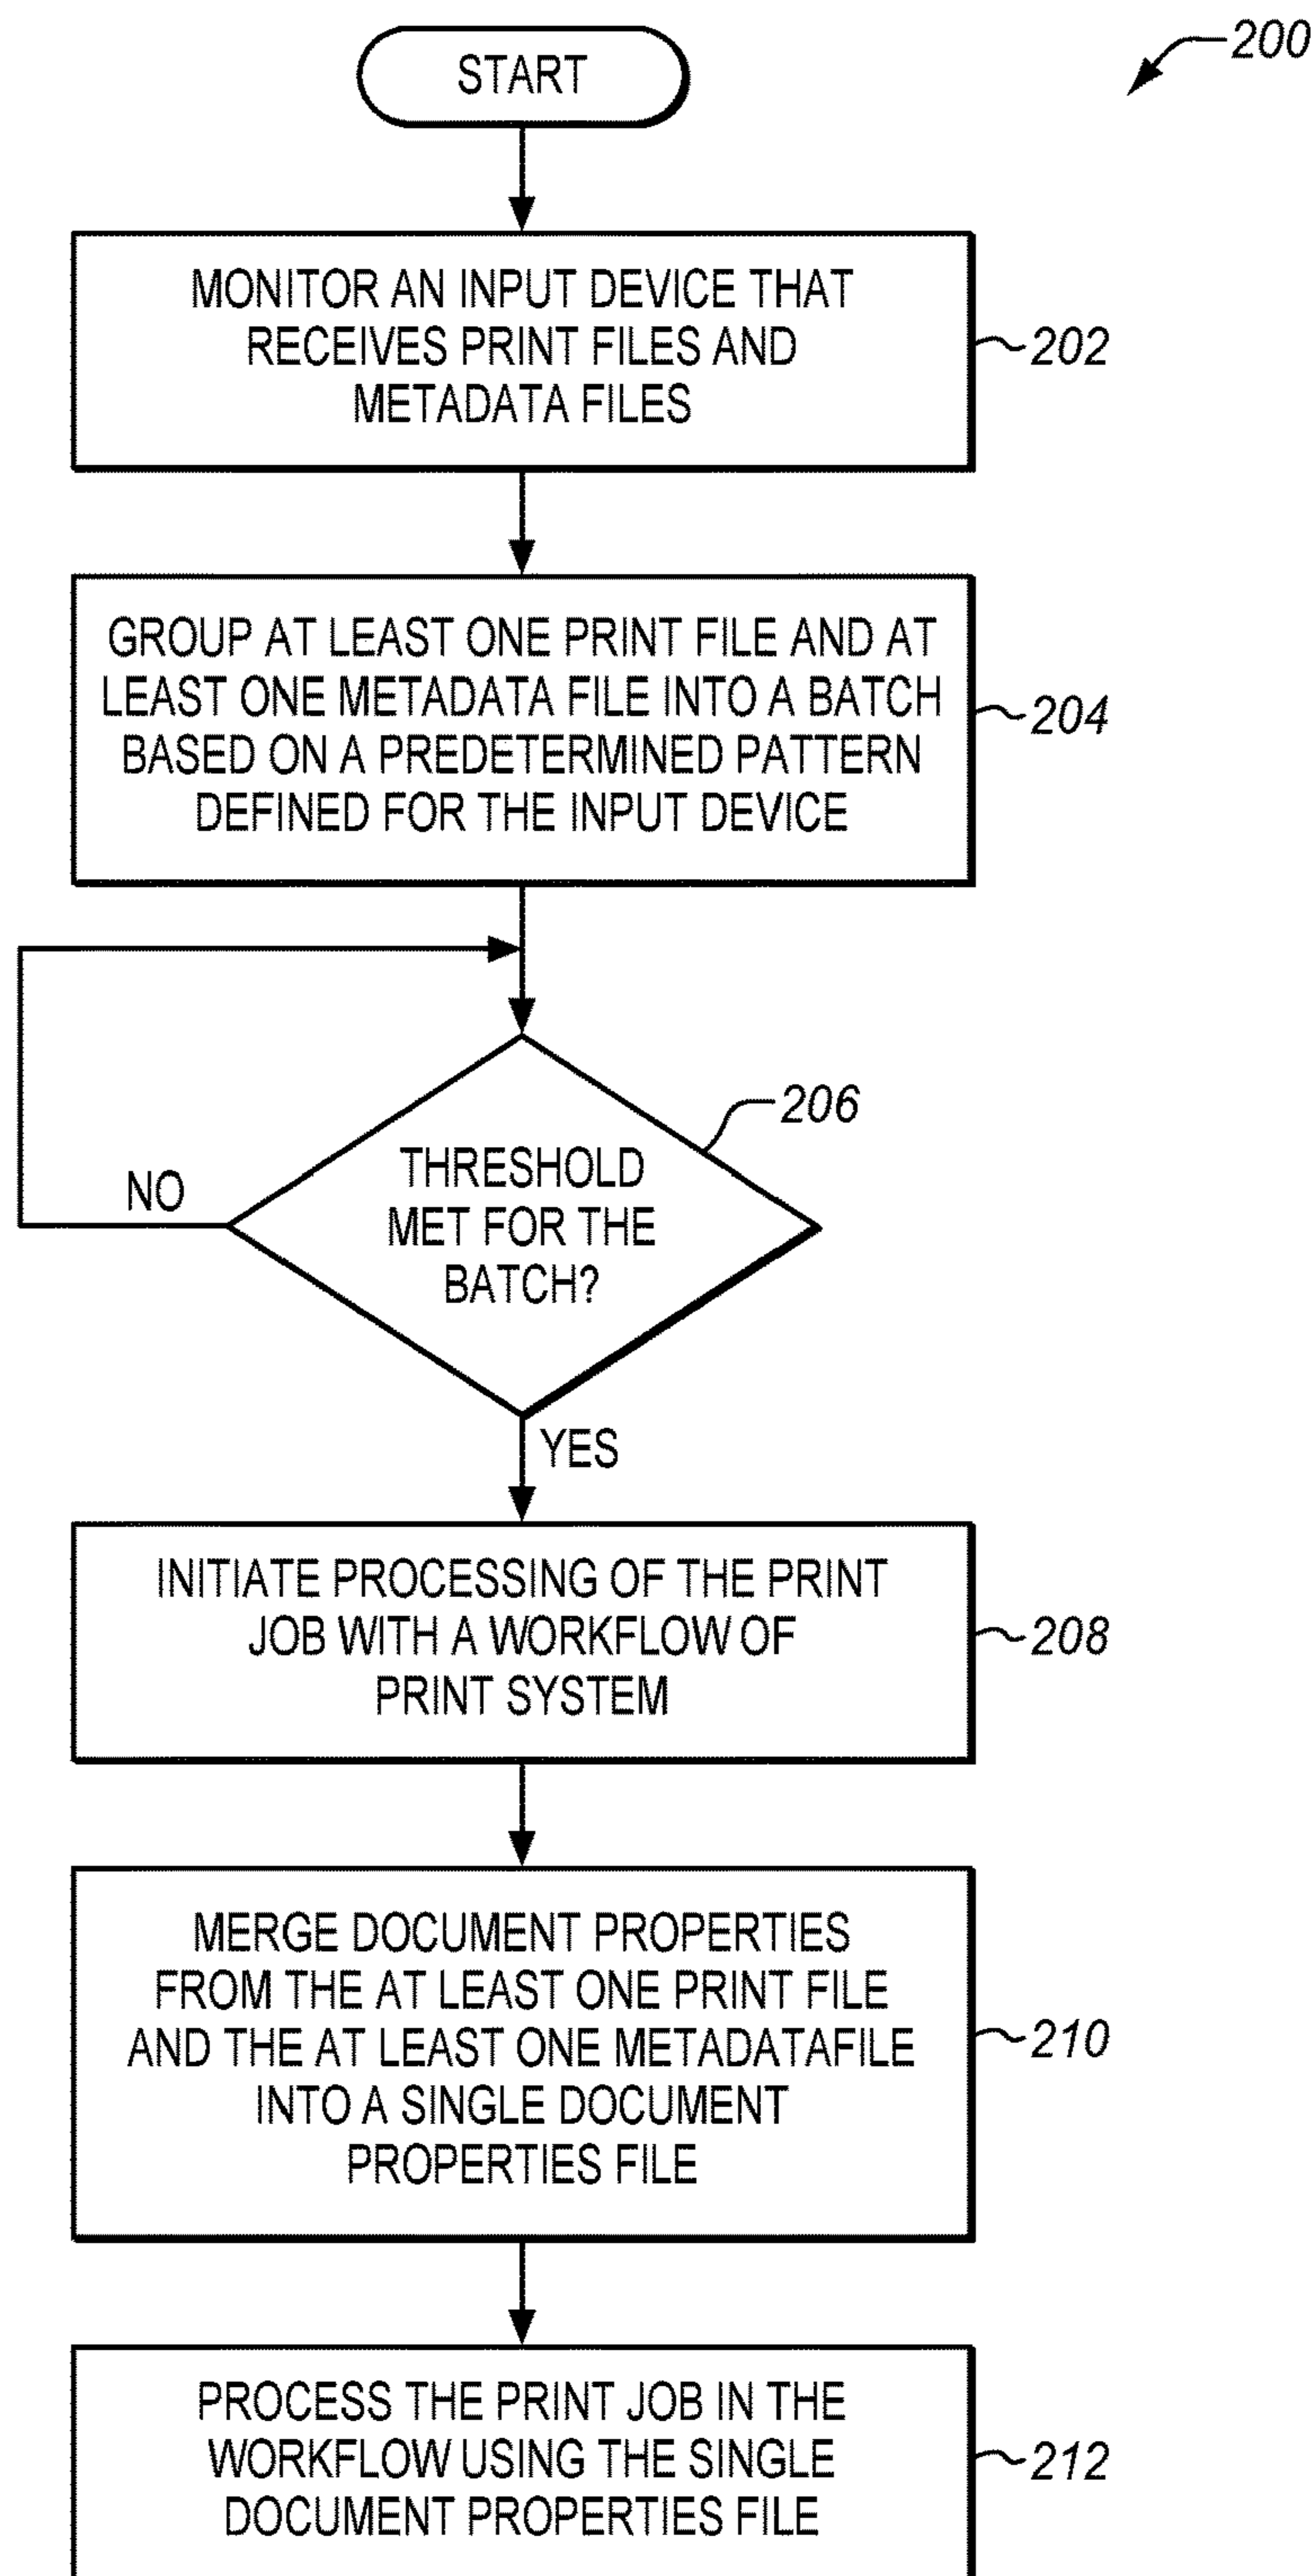 200
START
MONITOR AN INPUT DEVICE THAT
RECEIVES PRINT FILES AND
METADATA FILES
202
GROUP AT LEAST ONE PRINT FILE AND AT
LEAST ONE METADATA FILE INTO A BATCH
BASED ON A PREDETERMINED PATTERN
DEFINED FOR THE INPUT DEVICE
204
206
THRESHOLD
MET FOR THE
BATCH?
NO
YES
INITIATE PROCESSING OF THE PRINT
JOB WITH A WORKFLOW OF
PRINT SYSTEM
208
MERGE DOCUMENT PROPERTIES
FROM THE AT LEAST ONE PRINT FILE
AND THE AT LEAST ONE METADATAFILE
INTO A SINGLE DOCUMENT
PROPERTIES FILE
210
PROCESS THE PRINT JOB IN THE
WORKFLOW USING THE SINGLE
DOCUMENT PROPERTIES FILE
212